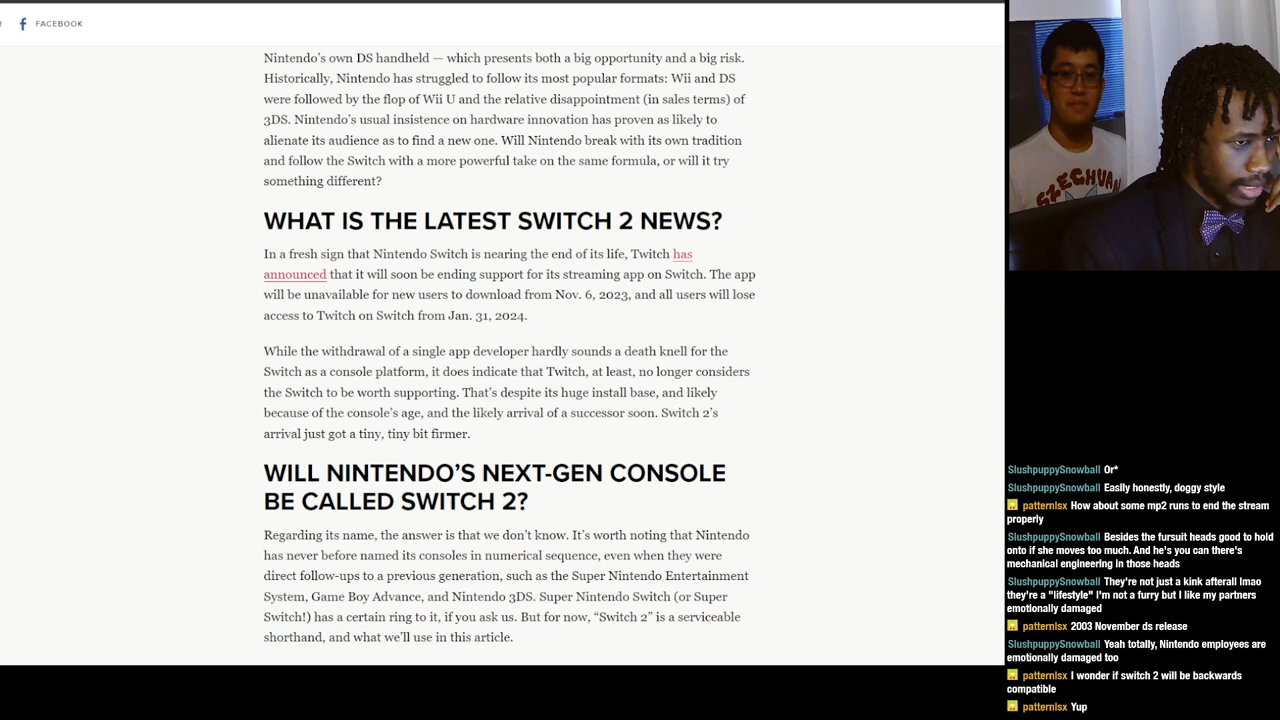 FACEBOOK
Nintendo's own DS handheld — which presents both a big opportunity and a big risk.
Historically, Nintendo has struggled to follow its most popular formats: Wii and DS
were followed by the flop of Wii U and the relative disappointment (in sales terms) of
3DS. Nintendo's usual insistence on hardware innovation has proven as likely to
alienate its audience as to find a new one. Will Nintendo break with its own tradition
and follow the Switch with a more powerful take on the same formula, or will it try
something different?
WHAT IS THE LATEST SWITCH 2 NEWS?
In a fresh sign that Nintendo Switch is nearing the end of its life, Twitch has
announced that it will soon be ending support for its streaming app on Switch. The app
will be unavailable for new users to download from Nov. 6, 2023, and all users will lose
access to Twitch on Switch from Jan. 31, 2024.
While the withdrawal of a single app developer hardly sounds a death knell for the
Switch as a console platform, it does indicate that Twitch, at least, no longer considers
the Switch to be worth supporting. That's despite its huge install base, and likely
because of the console's age, and the likely arrival of a successor soon. Switch 2's
arrival just got a tiny, tiny bit firmer.
WILL NINTENDO'S NEXT-GEN CONSOLE
BE CALLED SWITCH 2?
Regarding its name, the answer is that we don't know. It's worth noting that Nintendo
has never before named its consoles in numerical sequence, even when they were
direct follow-ups to a previous generation, such as the Super Nintendo Entertainment
System, Game Boy Advance, and Nintendo 3DS. Super Nintendo Switch (or Super
Switch!) has a certain ring to it, if you ask us. But for now, "Switch 2" is a serviceable
shorthand, and what we'll use in this article.
SZECHUAN
SlushpuppySnowball Or*
SlushpuppySnowball Easily honestly, doggy style
patternlsx How about some mp2 runs to end the stream
properly
SlushpuppySnowball Besides the fursuit heads good to hold
onto if she moves too much. And he's you can there's
mechanical engineering in those heads
SlushpuppySnowball They're not just a kink afterall lmao
they're a "lifestyle" I'm not a furry but I like my partners
emotionally damaged
patternlsx 2003 November ds release
SlushpuppySnowball Yeah totally, Nintendo employees are
emotionally damaged too
patternlsx I wonder if switch 2 will be backwards
compatible
patternlsx Yup